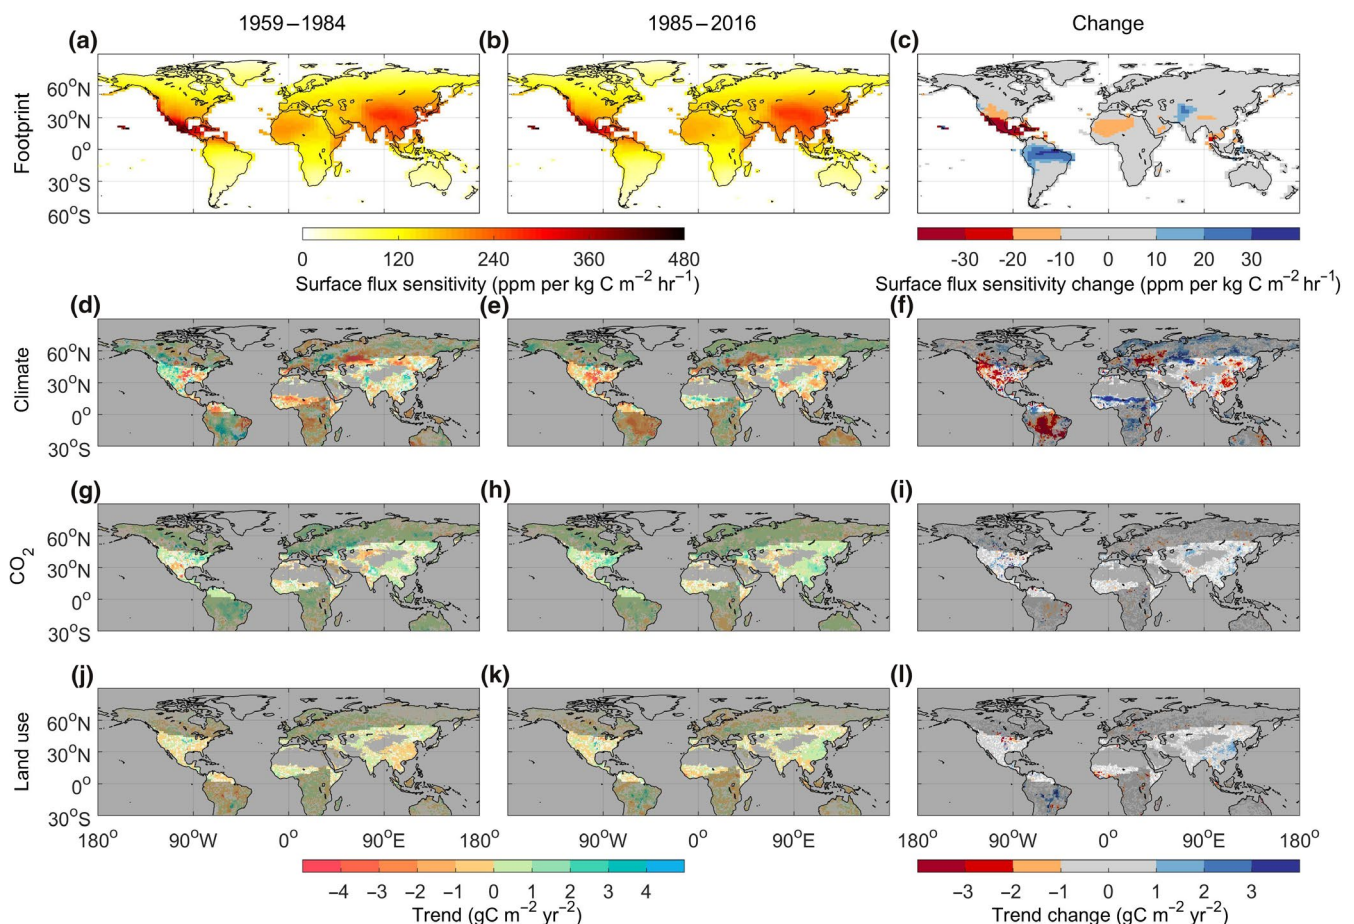 1959–1984 1985–2016 Change
(a) (b) (c)
Footprint
60°N
30°N
0°
30°S
60°S
0 120 240 360 480
Surface flux sensitivity (ppm per kg C m⁻² hr⁻¹)
-30 -20 -10 10 20 30
Surface flux sensitivity change (ppm per kg C m⁻² hr⁻¹)
(d) (e) (f)
Climate
60°N
30°N
0°
30°S
(g) (h) (i)
CO₂
60°N
30°N
0°
30°S
(j) (k) (l)
Land use
60°N
30°N
0°
30°S
180° 90°W 0° 90°E 180° 90°W 0° 90°E 180° 90°W 0° 90°E 180°
−4 −3 −2 −1 0 1 2 3 4
Trend (gC m⁻² yr⁻²)
−3 −2 −1 0 1 2 3
Trend change (gC m⁻² yr⁻²)